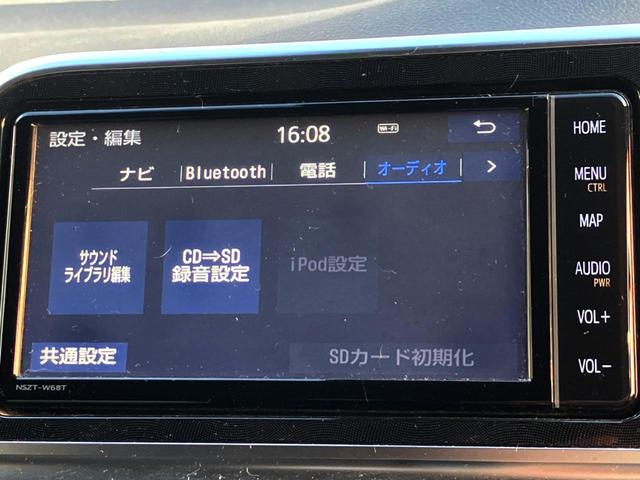 設定・編集 16:08 Wi-Fi
ナビ Bluetooth 電話 オーディオ >
サウンド
ライブラリ編集
CD⇒SD
録音設定
iPod設定
共通設定 SDカード初期化
NSZT-W68T
HOME
MENU
CTRL
MAP
AUDIO
PWR
VOL+
VOL-